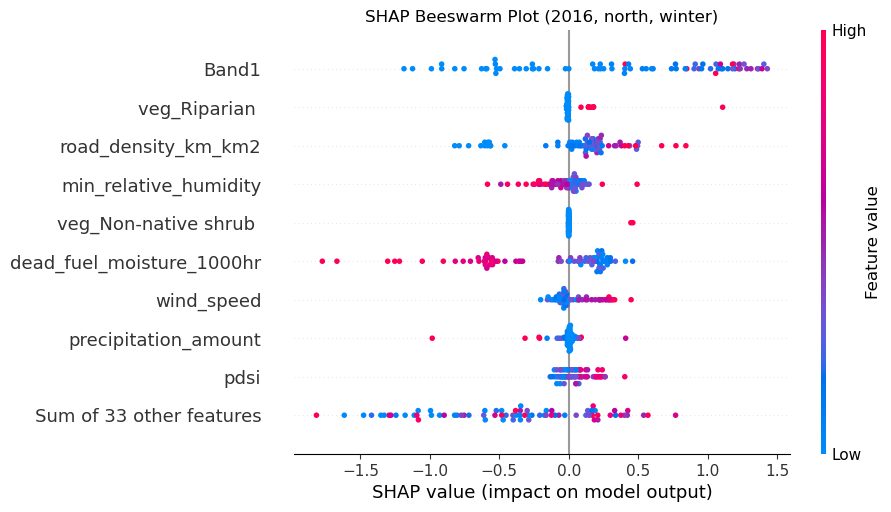 SHAP Beeswarm Plot (2016, north, winter)
High
Band1
veg_Riparian
road_density_km_km2
min_relative_humidity
veg_Non-native shrub
dead_fuel_moisture_1000hr
wind_speed
precipitation_amount
pdsi
Sum of 33 other features
Feature value
Low
−1.5 −1.0 −0.5 0.0 0.5 1.0 1.5
SHAP value (impact on model output)